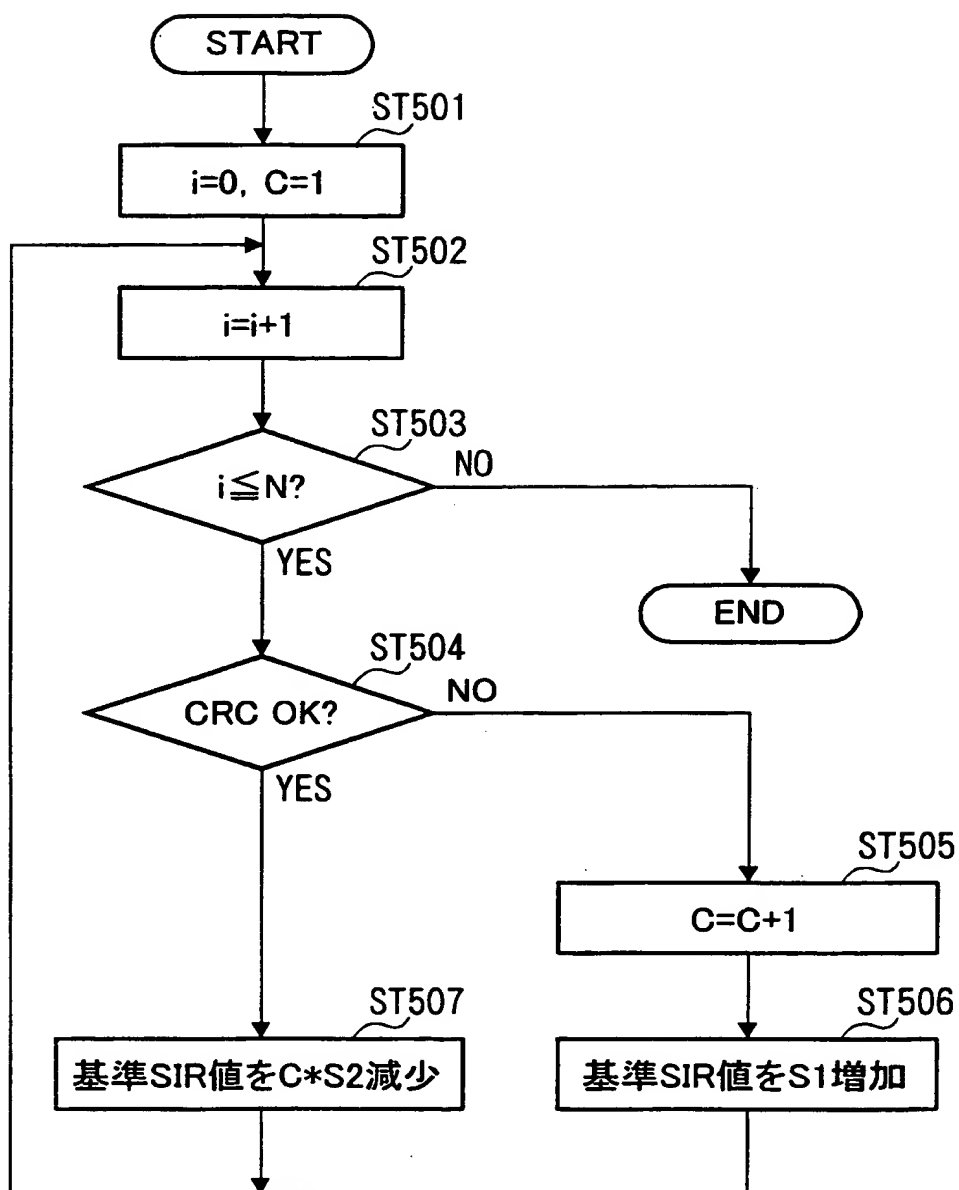 START
ST501
i=0, C=1
ST502
i=i+1
ST503
i≦N?
NO
YES
END
ST504
CRC OK?
NO
YES
ST505
C=C+1
ST507
基準SIR値をC*S2減少
ST506
基準SIR値をS1増加